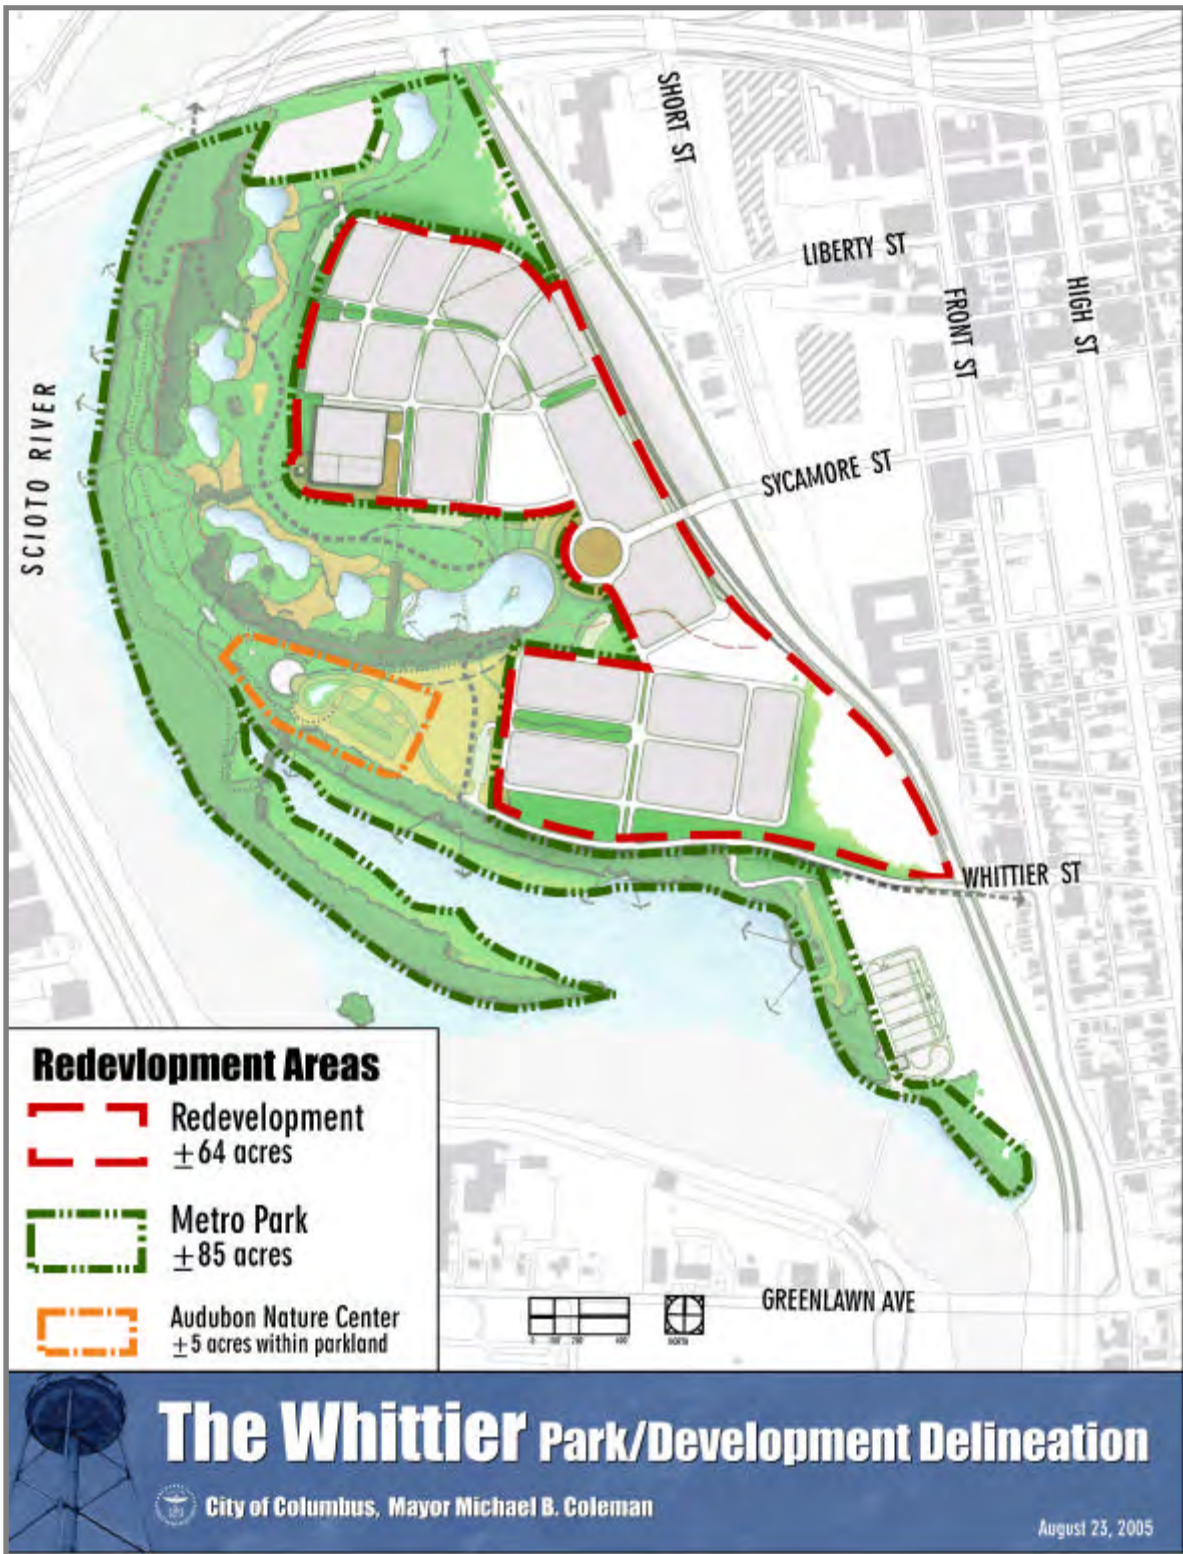 SHORT ST
LIBERTY ST
FRONT ST
HIGH ST
SYCAMORE ST
SCIOTO RIVER
WHITTIER ST
Redevlopment Areas
Redevelopment
±64 acres
Metro Park
±85 acres
Audubon Nature Center
±5 acres within parkland
GREENLAWN AVE
NORTH
The Whittier Park/Development Delineation
City of Columbus, Mayor Michael B. Coleman
August 23, 2005